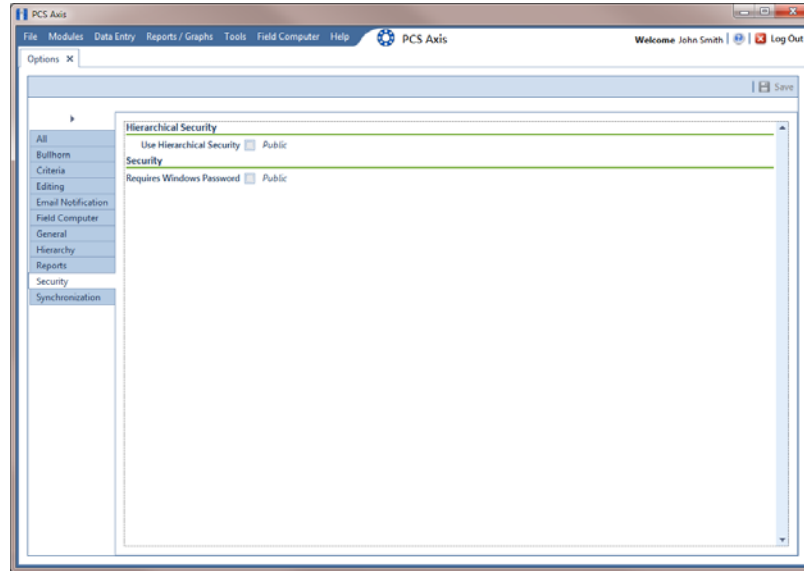 PCS Axis
File Modules Data Entry Reports / Graphs Tools Field Computer Help PCS Axis Welcome John Smith | | Log Out
Options X
Save
All
Bullhorn
Criteria
Editing
Email Notification
Field Computer
General
Hierarchy
Reports
Security
Synchronization
Hierarchical Security
Use Hierarchical Security Public
Security
Requires Windows Password Public